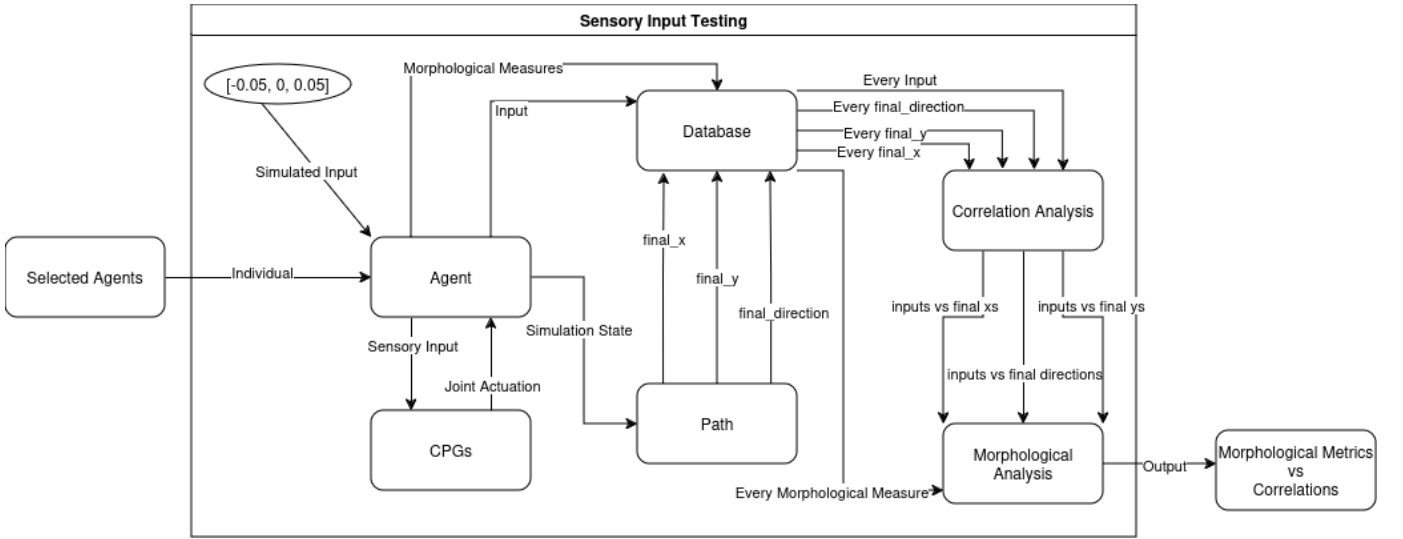 Sensory Input Testing
[-0.05, 0, 0.05]
Morphological Measures
Every Input
Input
Every final_direction
Database
Every final_y
Every final_x
Simulated Input
Correlation Analysis
final_x
Selected Agents
Individual
Agent
final_y
inputs vs final xs
inputs vs final ys
final_direction
Simulation State
Sensory Input
inputs vs final directions
Joint Actuation
Path
CPGs
Morphological
Analysis
Output
Morphological Metrics
vs
Correlations
Every Morphological Measure